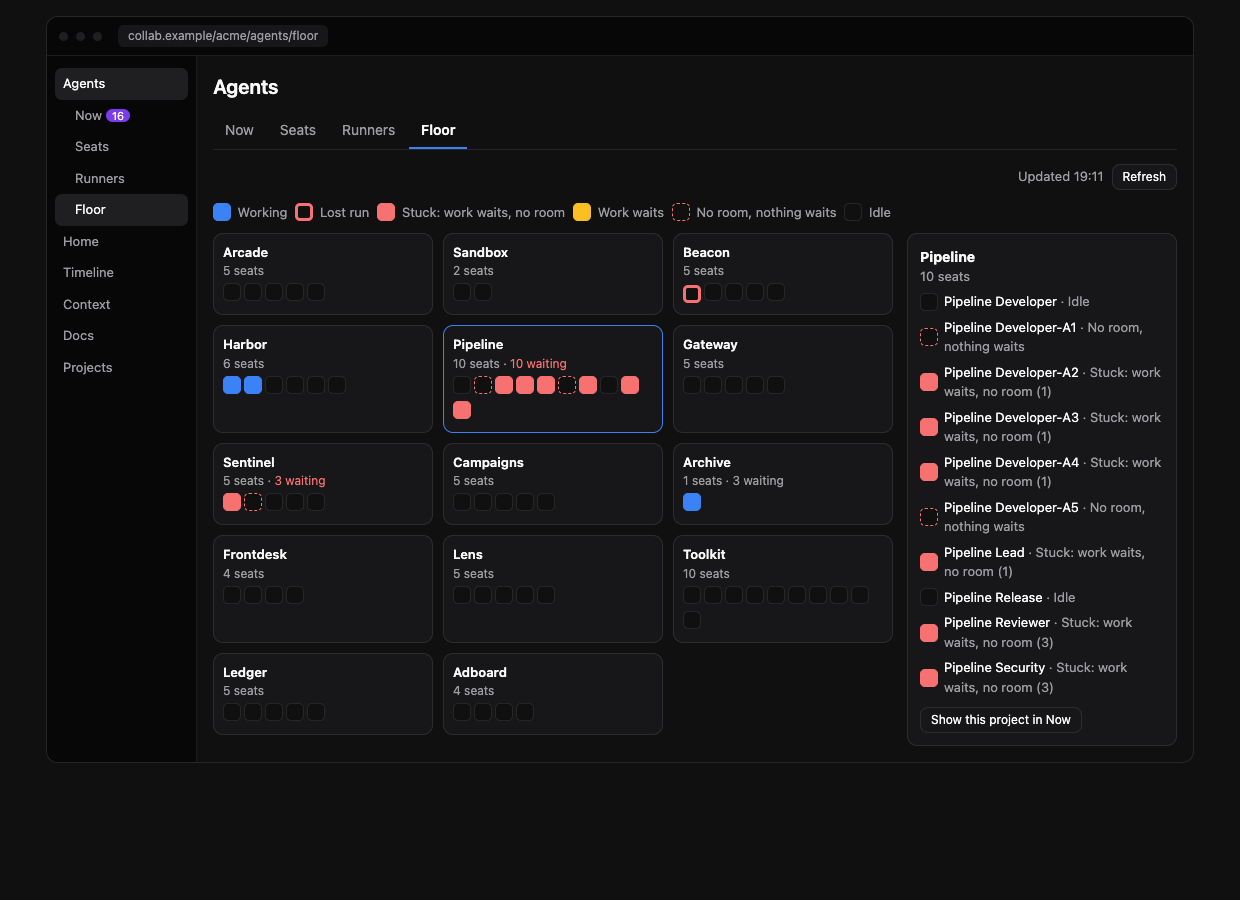 collab.example/acme/agents/floor
Agents
Now 16
Seats
Runners
Floor
Home
Timeline
Context
Docs
Projects
Agents
Now Seats Runners Floor
Updated 19:11 Refresh
Working Lost run Stuck: work waits, no room Work waits No room, nothing waits Idle
Arcade
5 seats
Sandbox
2 seats
Beacon
5 seats
Harbor
6 seats
Pipeline
10 seats · 10 waiting
Gateway
5 seats
Sentinel
5 seats · 3 waiting
Campaigns
5 seats
Archive
1 seats · 3 waiting
Frontdesk
4 seats
Lens
5 seats
Toolkit
10 seats
Ledger
5 seats
Adboard
4 seats
Pipeline
10 seats
Pipeline Developer · Idle
Pipeline Developer-A1 · No room,
nothing waits
Pipeline Developer-A2 · Stuck: work
waits, no room (1)
Pipeline Developer-A3 · Stuck: work
waits, no room (1)
Pipeline Developer-A4 · Stuck: work
waits, no room (1)
Pipeline Developer-A5 · No room,
nothing waits
Pipeline Lead · Stuck: work waits,
no room (1)
Pipeline Release · Idle
Pipeline Reviewer · Stuck: work
waits, no room (3)
Pipeline Security · Stuck: work
waits, no room (3)
Show this project in Now